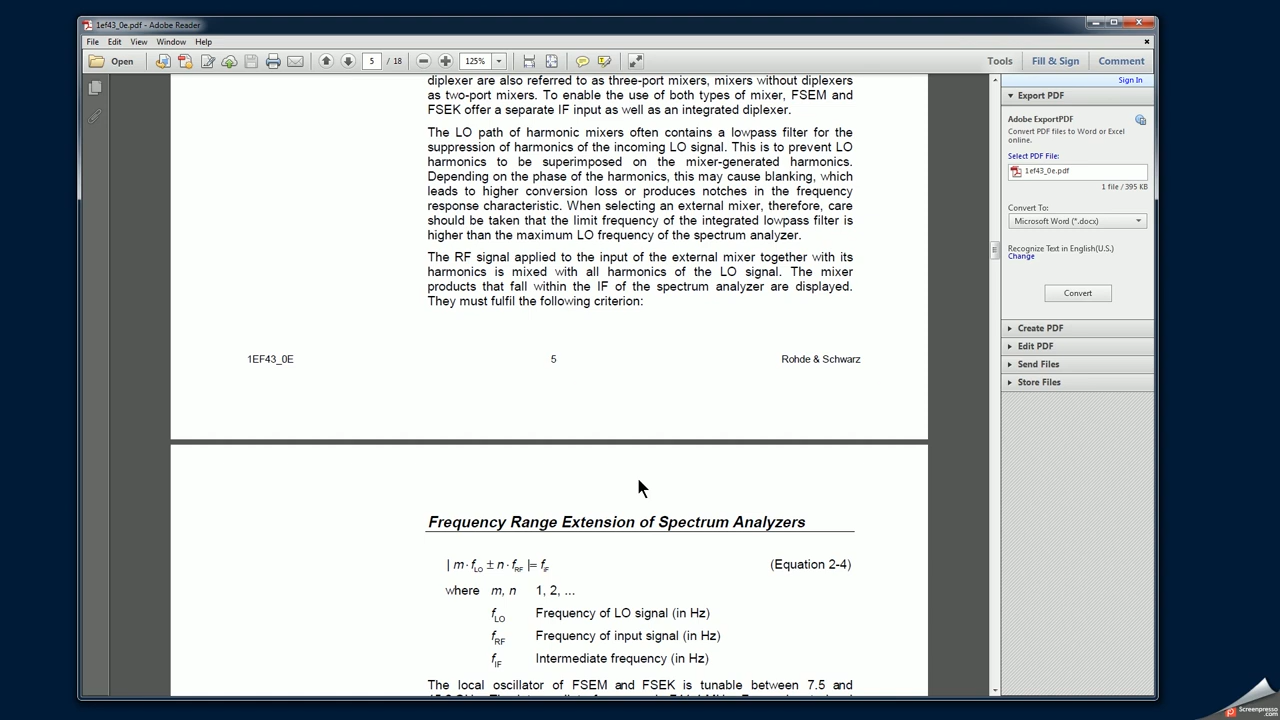 1ef43_0e.pdf - Adobe Reader
File Edit View Window Help
Open 5 / 18 125% Tools Fill & Sign Comment
Sign In
Export PDF
Adobe ExportPDF
Convert PDF files to Word or Excel
online.
Select PDF File:
1ef43_0e.pdf
1 file / 395 KB
Convert To:
Microsoft Word (*.docx)
Recognize Text in English(U.S.)
Change
Convert
Create PDF
Edit PDF
Send Files
Store Files
diplexer are also referred to as three-port mixers, mixers without diplexers
as two-port mixers. To enable the use of both types of mixer, FSEM and
FSEK offer a separate IF input as well as an integrated diplexer.
The LO path of harmonic mixers often contains a lowpass filter for the
suppression of harmonics of the incoming LO signal. This is to prevent LO
harmonics to be superimposed on the mixer-generated harmonics.
Depending on the phase of the harmonics, this may cause blanking, which
leads to higher conversion loss or produces notches in the frequency
response characteristic. When selecting an external mixer, therefore, care
should be taken that the limit frequency of the integrated lowpass filter is
higher than the maximum LO frequency of the spectrum analyzer.
The RF signal applied to the input of the external mixer together with its
harmonics is mixed with all harmonics of the LO signal. The mixer
products that fall within the IF of the spectrum analyzer are displayed.
They must fulfil the following criterion:
1EF43_0E 5 Rohde & Schwarz
Frequency Range Extension of Spectrum Analyzers
| m·fLO ± n·fRF |= fIF (Equation 2-4)
where m, n 1, 2, ...
fLO Frequency of LO signal (in Hz)
fRF Frequency of input signal (in Hz)
fIF Intermediate frequency (in Hz)
The local oscillator of FSEM and FSEK is tunable between 7.5 and
Screenpresso
.com